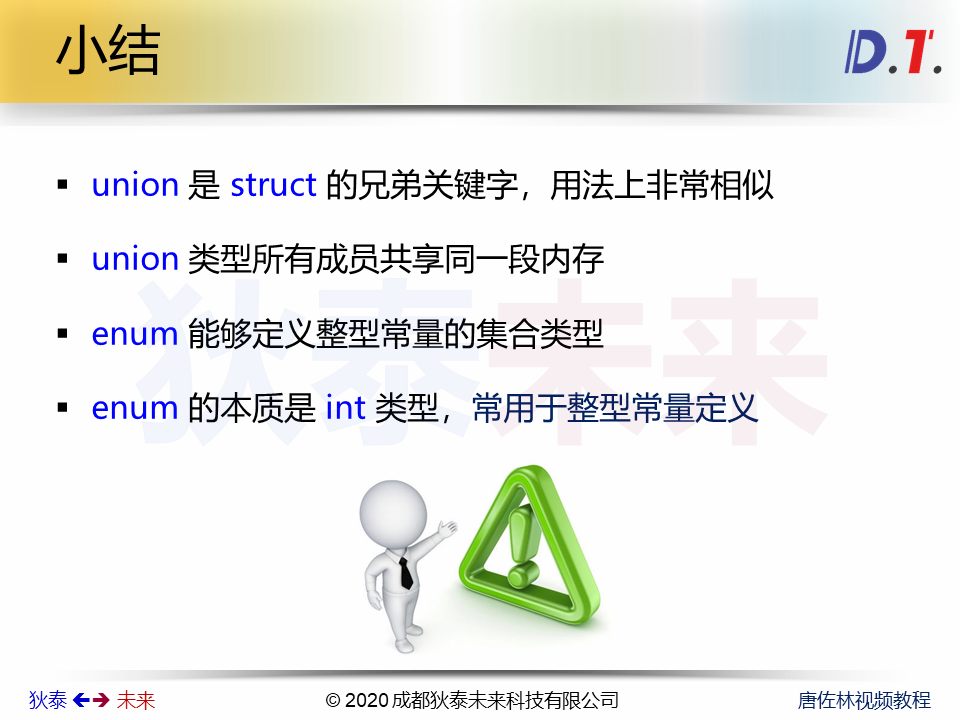 小结
D.T.
union 是 struct 的兄弟关键字，用法上非常相似
union 类型所有成员共享同一段内存
enum 能够定义整型常量的集合类型
enum 的本质是 int 类型，常用于整型常量定义
狄泰未来
狄泰 未来
© 2020 成都狄泰未来科技有限公司
唐佐林视频教程